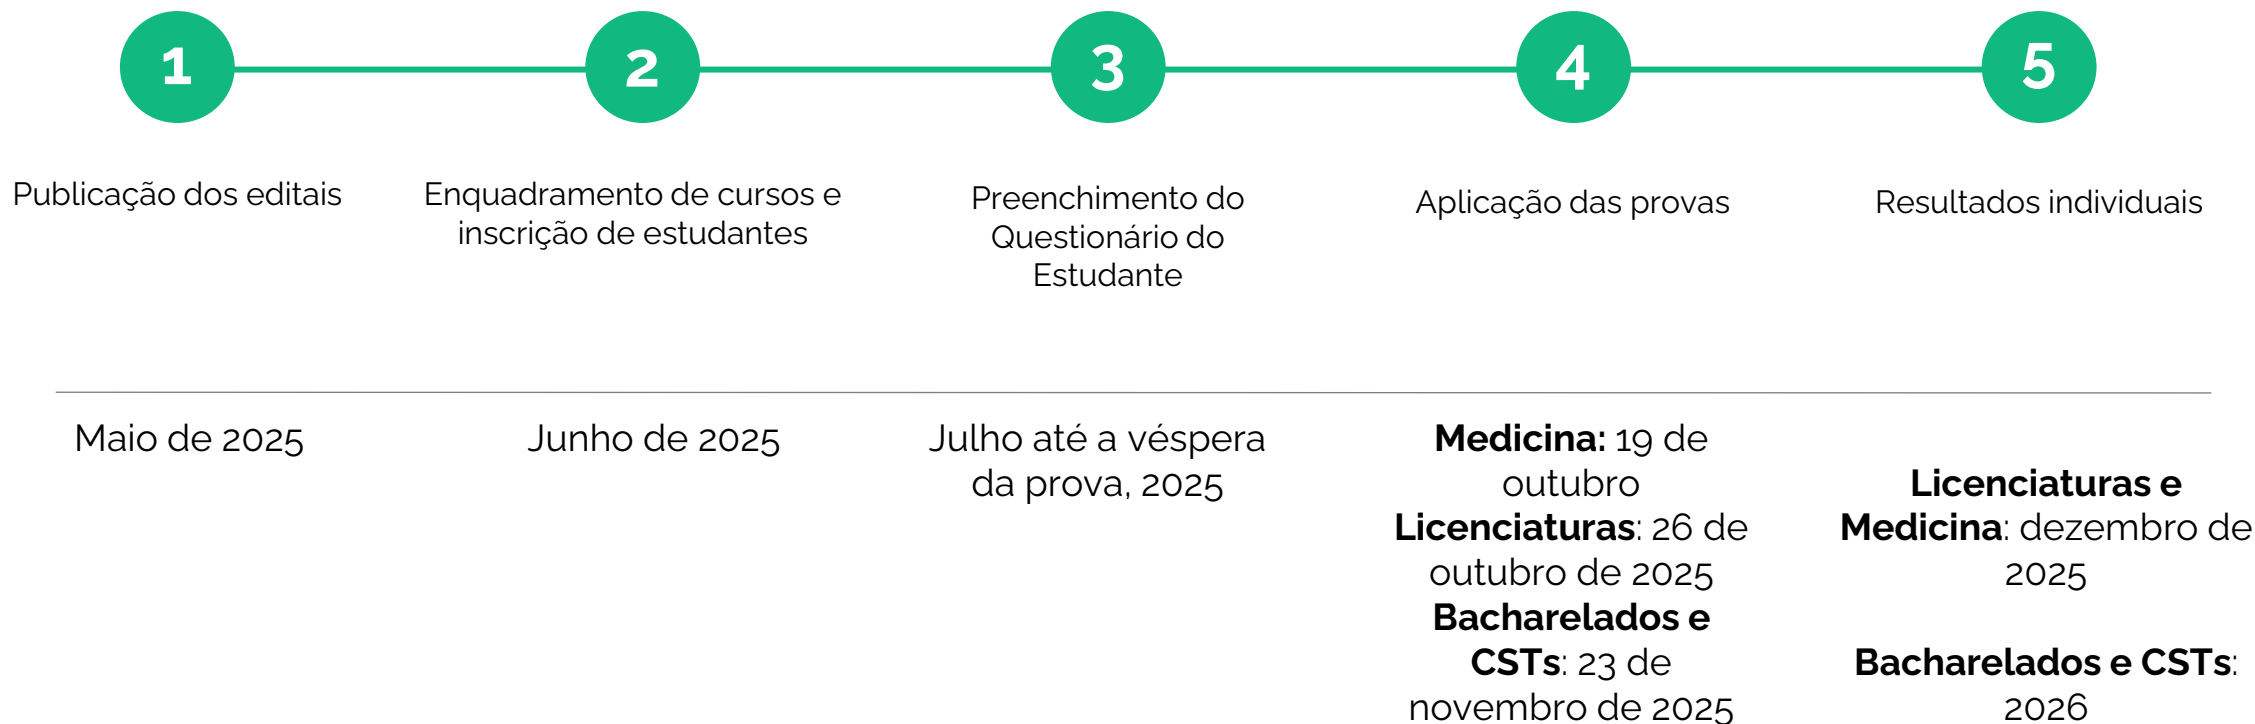 1
2
3
4
5
Publicação dos editais
Enquadramento de cursos e
inscrição de estudantes
Preenchimento do
Questionário do
Estudante
Aplicação das provas
Resultados individuais
Maio de 2025
Junho de 2025
Julho até a véspera
da prova, 2025
Medicina: 19 de
outubro
Licenciaturas: 26 de
outubro de 2025
Bacharelados e
CSTs: 23 de
novembro de 2025
Licenciaturas e
Medicina: dezembro de
2025
Bacharelados e CSTs:
2026